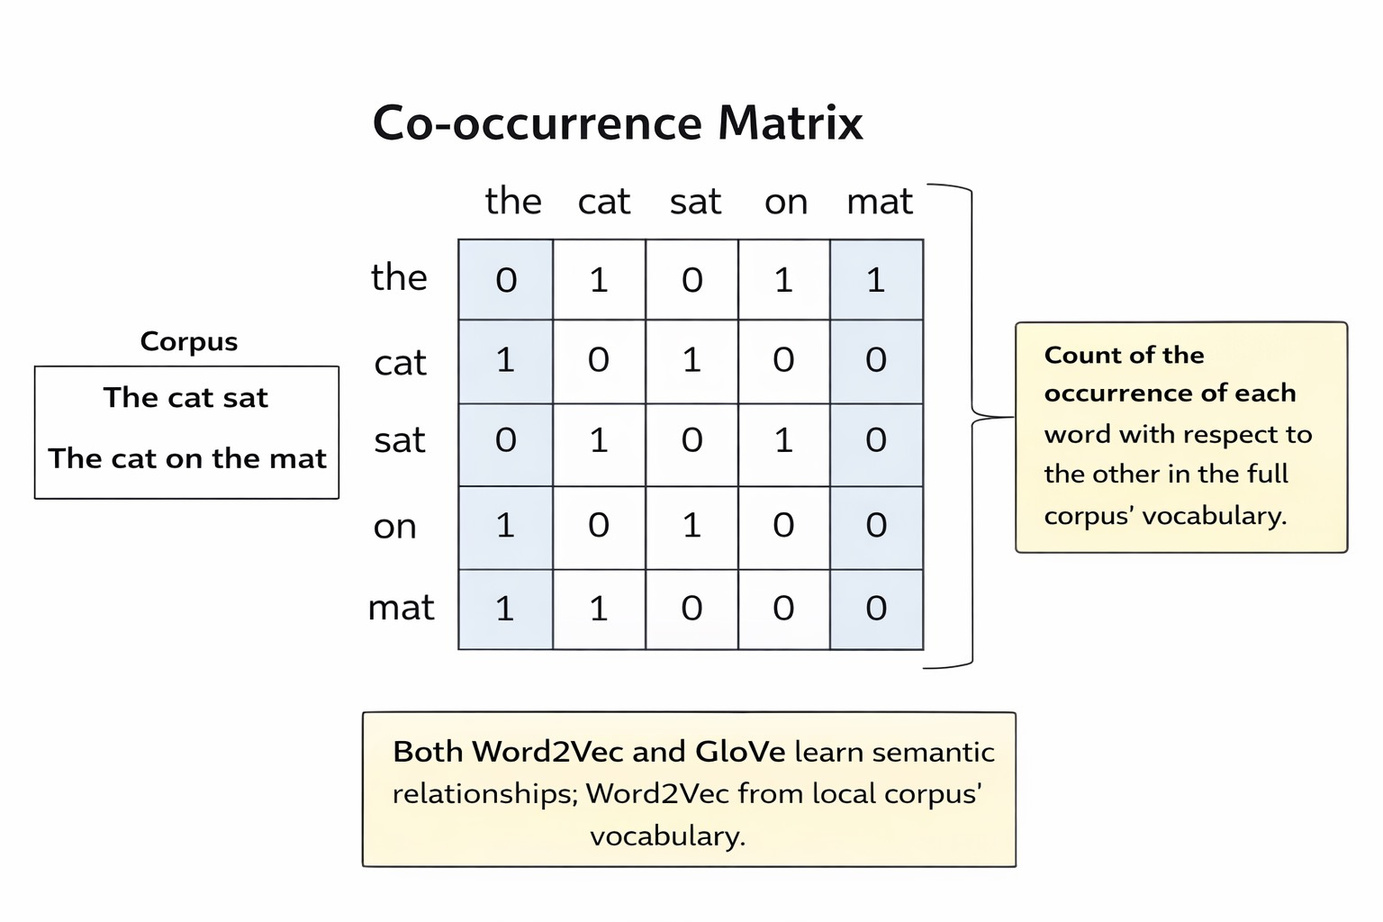 Co-occurrence Matrix
the cat sat on mat
the 0 1 0 1 1
cat 1 0 1 0 0
sat 0 1 0 1 0
on 1 0 1 0 0
mat 1 1 0 0 0
Corpus
The cat sat
The cat on the mat
Count of the
occurrence of each
word with respect to
the other in the full
corpus' vocabulary.
Both Word2Vec and GloVe learn semantic
relationships; Word2Vec from local corpus'
vocabulary.